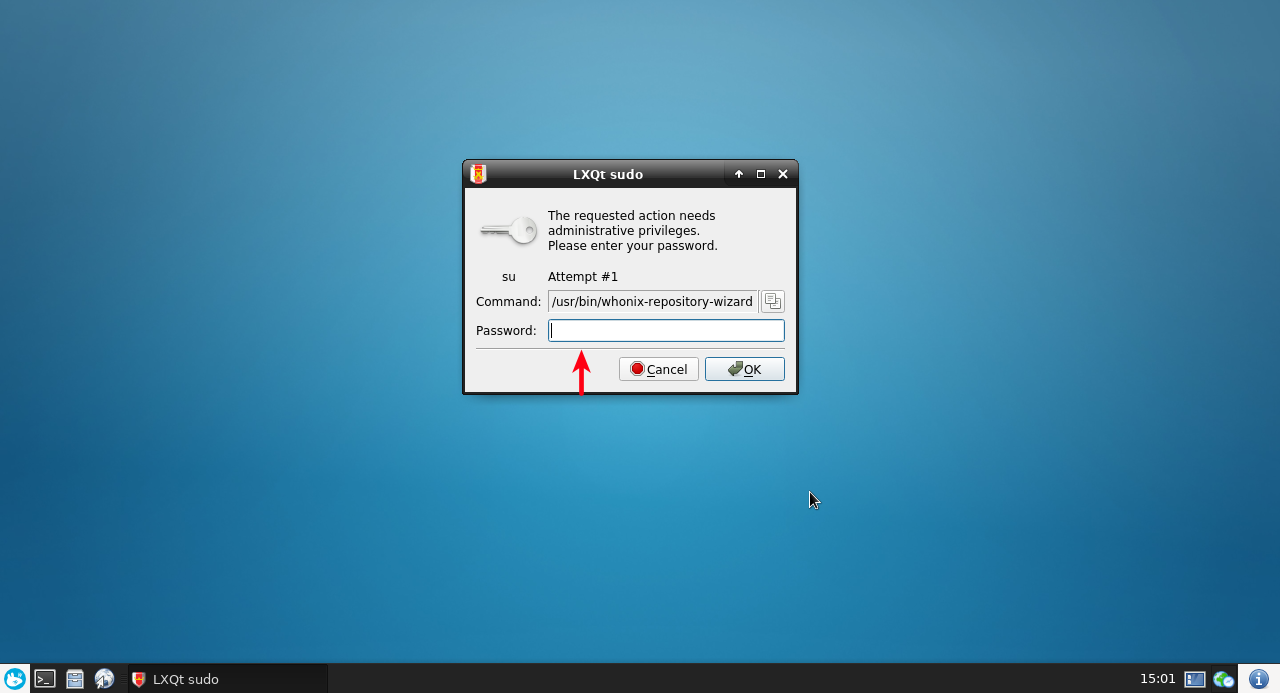 LXQt sudo
The requested action needs
administrative privileges.
Please enter your password.
su Attempt #1
Command: /usr/bin/whonix-repository-wizard
Password:
Cancel OK
LXQt sudo 15:01